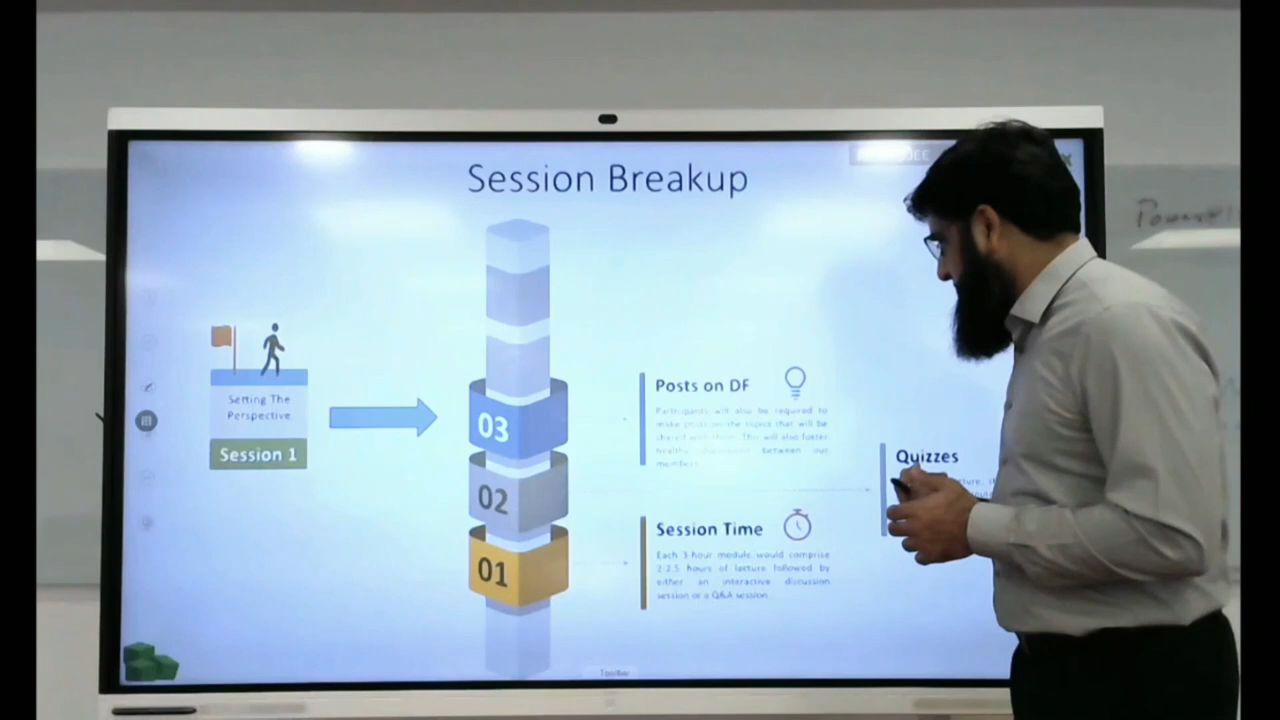 Session Breakup
Setting The
Perspective
Session 1
03
02
01
Posts on DF
Participants will also be required to
make posts on the topics that will be
shared with them. This will also foster
healthy discussions between our
members.
Quizzes
Session Time
Each 3-hour module would comprise
2-2.5 hours of lecture followed by
either an interactive discussion
session or a Q&A session.
Toolbar